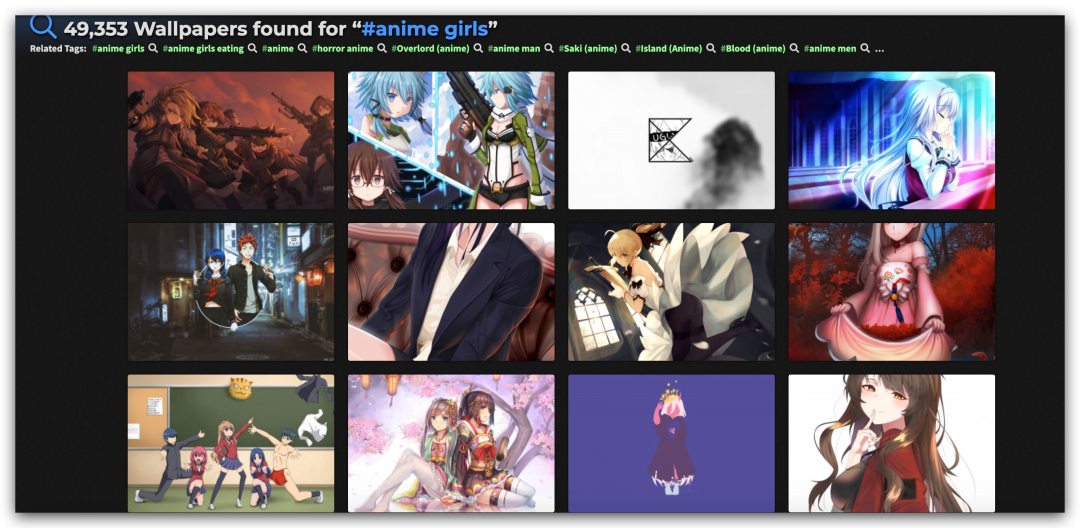 49,353 Wallpapers found for “#anime girls”
Related Tags: #anime girls #anime girls eating #anime #horror anime #Overlord (anime) #anime man #Saki (anime) #Island (Anime) #Blood (anime) #anime men ...
UGLY